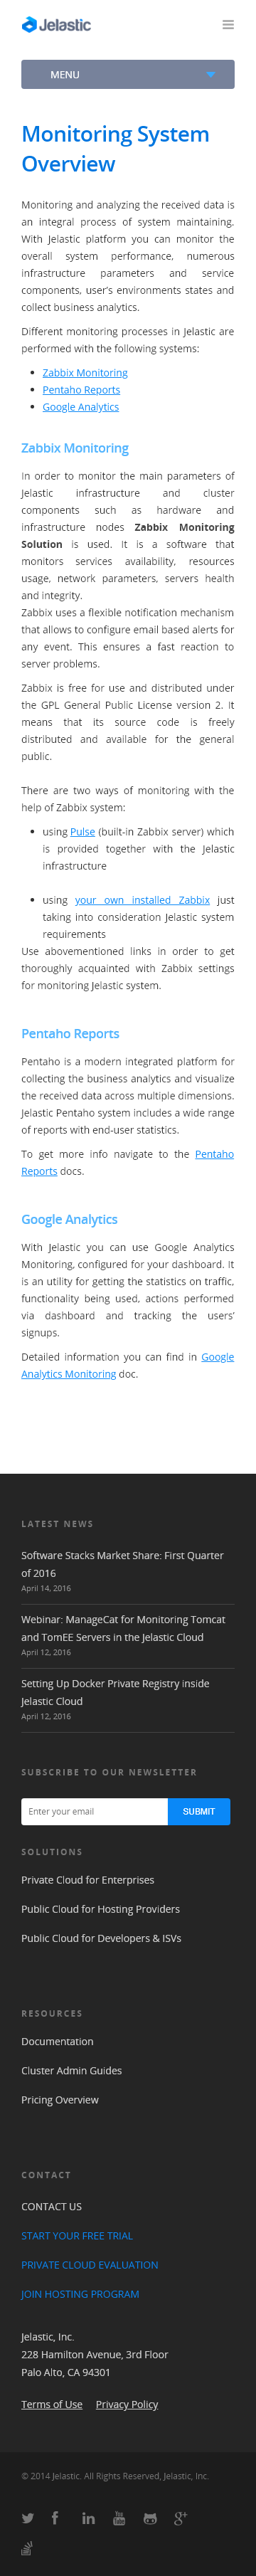 Jelastic
MENU
Monitoring System
Overview
Monitoring and analyzing the received data is
an integral process of system maintaining.
With Jelastic platform you can monitor the
overall system performance, numerous
infrastructure parameters and service
components, user's environments states and
collect business analytics.
Different monitoring processes in Jelastic are
performed with the following systems:
Zabbix Monitoring
Pentaho Reports
Google Analytics
Zabbix Monitoring
In order to monitor the main parameters of
Jelastic infrastructure and cluster
components such as hardware and
infrastructure nodes Zabbix Monitoring
Solution is used. It is a software that
monitors services availability, resources
usage, network parameters, servers health
and integrity.
Zabbix uses a flexible notification mechanism
that allows to configure email based alerts for
any event. This ensures a fast reaction to
server problems.
Zabbix is free for use and distributed under
the GPL General Public License version 2. It
means that its source code is freely
distributed and available for the general
public.
There are two ways of monitoring with the
help of Zabbix system:
using Pulse (built-in Zabbix server) which
is provided together with the Jelastic
infrastructure
using your own installed Zabbix just
taking into consideration Jelastic system
requirements
Use abovementioned links in order to get
thoroughly acquainted with Zabbix settings
for monitoring Jelastic system.
Pentaho Reports
Pentaho is a modern integrated platform for
collecting the business analytics and visualize
the received data across multiple dimensions.
Jelastic Pentaho system includes a wide range
of reports with end-user statistics.
To get more info navigate to the Pentaho
Reports docs.
Google Analytics
With Jelastic you can use Google Analytics
Monitoring, configured for your dashboard. It
is an utility for getting the statistics on traffic,
functionality being used, actions performed
via dashboard and tracking the users'
signups.
Detailed information you can find in Google
Analytics Monitoring doc.
LATEST NEWS
Software Stacks Market Share: First Quarter
of 2016
April 14, 2016
Webinar: ManageCat for Monitoring Tomcat
and TomEE Servers in the Jelastic Cloud
April 12, 2016
Setting Up Docker Private Registry inside
Jelastic Cloud
April 12, 2016
SUBSCRIBE TO OUR NEWSLETTER
Enter your email SUBMIT
SOLUTIONS
Private Cloud for Enterprises
Public Cloud for Hosting Providers
Public Cloud for Developers & ISVs
RESOURCES
Documentation
Cluster Admin Guides
Pricing Overview
CONTACT
CONTACT US
START YOUR FREE TRIAL
PRIVATE CLOUD EVALUATION
JOIN HOSTING PROGRAM
Jelastic, Inc.
228 Hamilton Avenue, 3rd Floor
Palo Alto, CA 94301
Terms of Use Privacy Policy
© 2014 Jelastic. All Rights Reserved, Jelastic, Inc.